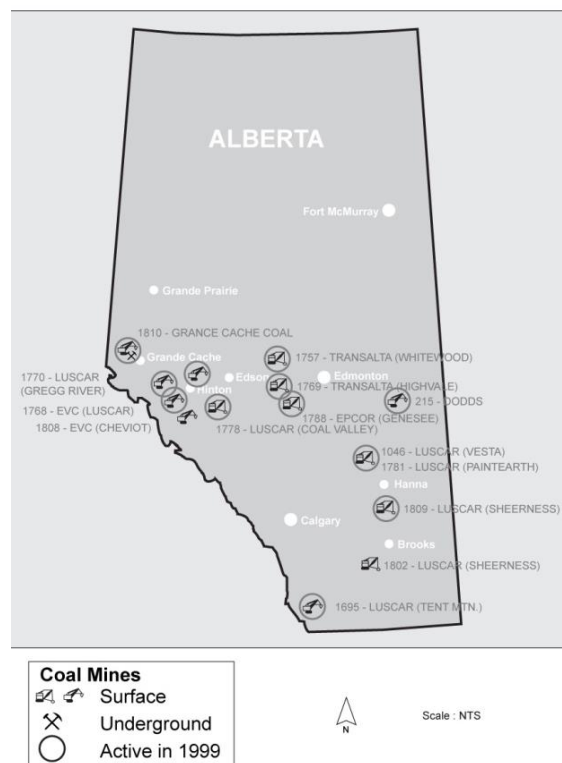 ALBERTA
Fort McMurray
Grande Prairie
1810 - GRANCE CACHE COAL
Grande Cache
1757 - TRANSALTA (WHITEWOOD)
1770 - LUSCAR
(GREGG RIVER)
Edson
Edmonton
1769 - TRANSALTA (HIGHVALE)
Hinton
215 - DODDS
1768 - EVC (LUSCAR)
1788 - EPCOR (GENESEE)
1808 - EVC (CHEVIOT)
1778 - LUSCAR (COAL VALLEY)
1046 - LUSCAR (VESTA)
1781 - LUSCAR (PAINTEARTH)
Hanna
1809 - LUSCAR (SHEERNESS)
Calgary
Brooks
1802 - LUSCAR (SHEERNESS)
1695 - LUSCAR (TENT MTN.)
Coal Mines
Surface
Underground
Active in 1999
N
Scale : NTS